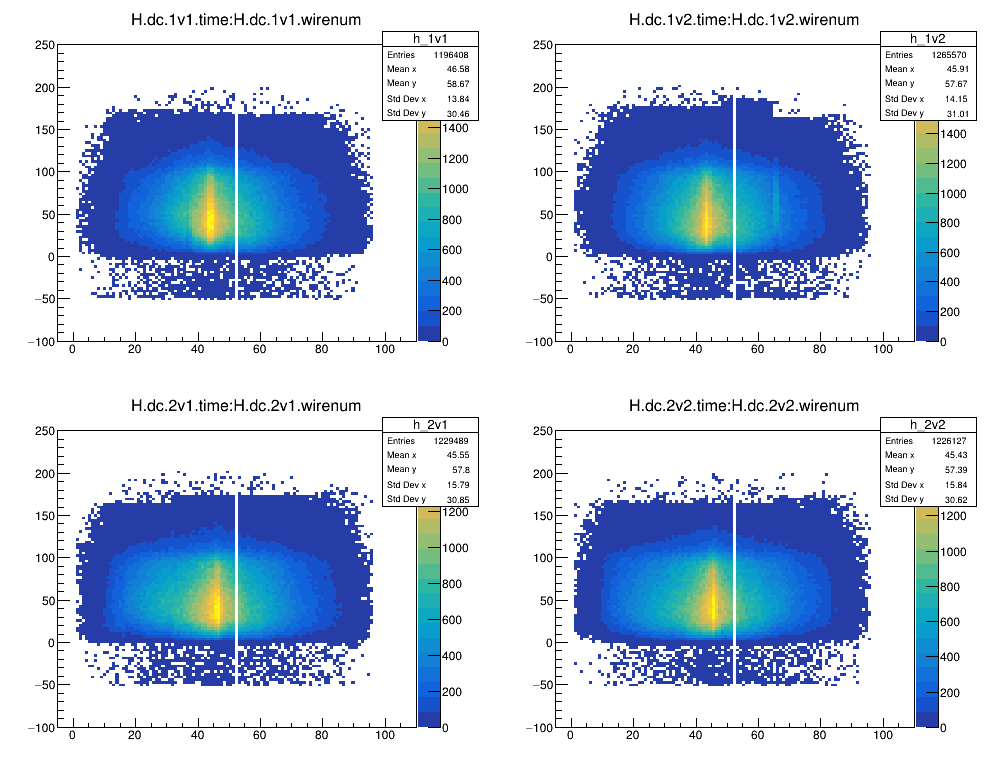 H.dc.1v1.time:H.dc.1v1.wirenum
h_1v1
Entries 1196408
Mean x 46.58
Mean y 58.67
Std Dev x 13.84
Std Dev y 30.46
250
200
150
100
50
0
−50
−100
0 20 40 60 80 100
1400
1200
1000
800
600
400
200
0
H.dc.1v2.time:H.dc.1v2.wirenum
h_1v2
Entries 1265570
Mean x 45.91
Mean y 57.67
Std Dev x 14.15
Std Dev y 31.01
250
200
150
100
50
0
−50
−100
0 20 40 60 80 100
1400
1200
1000
800
600
400
200
0
H.dc.2v1.time:H.dc.2v1.wirenum
h_2v1
Entries 1229489
Mean x 45.55
Mean y 57.8
Std Dev x 15.79
Std Dev y 30.85
250
200
150
100
50
0
−50
−100
0 20 40 60 80 100
1200
1000
800
600
400
200
0
H.dc.2v2.time:H.dc.2v2.wirenum
h_2v2
Entries 1226127
Mean x 45.43
Mean y 57.39
Std Dev x 15.84
Std Dev y 30.62
250
200
150
100
50
0
−50
−100
0 20 40 60 80 100
1200
1000
800
600
400
200
0